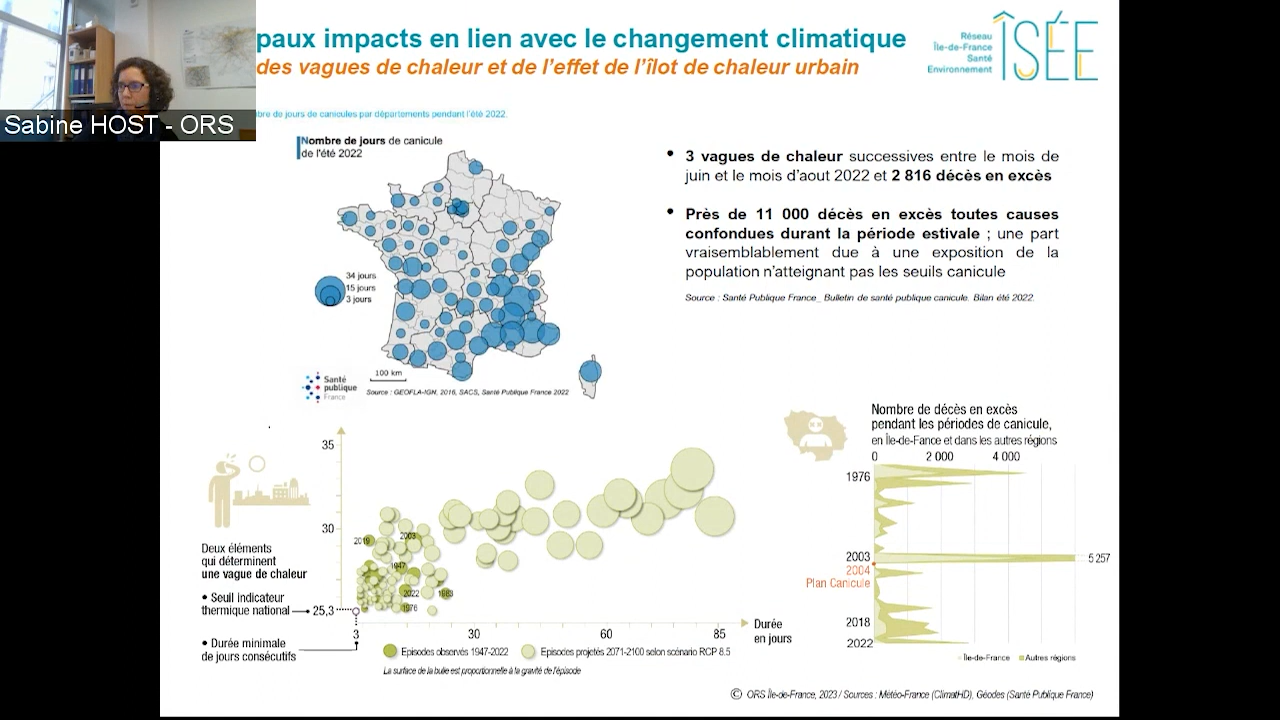 paux impacts en lien avec le changement climatique
des vagues de chaleur et de l'effet de l'îlot de chaleur urbain
Réseau
Île-de-France
Santé
Environnement
ÎSÉE
Sabine HOST - ORS
bre de jours de canicules par départements pendant l'été 2022.
Nombre de jours de canicule
de l'été 2022
34 jours
15 jours
3 jours
100 km
Santé
publique
France
Source : GEOFLA-IGN, 2016, SACS, Santé Publique France 2022
• 3 vagues de chaleur successives entre le mois de
juin et le mois d'aout 2022 et 2 816 décès en excès
• Près de 11 000 décès en excès toutes causes
confondues durant la période estivale ; une part
vraisemblablement due à une exposition de la
population n'atteignant pas les seuils canicule
Source : Santé Publique France_ Bulletin de santé publique canicule. Bilan été 2022.
Deux éléments
qui déterminent
une vague de chaleur
• Seuil indicateur
thermique national
• Durée minimale
de jours consécutifs
35
30
25,3
2019
2003
1947
2022
1983
1976
3
30
60
85
Durée
en jours
Episodes observés 1947-2022
Episodes projetés 2071-2100 selon scénario RCP 8.5
La surface de la bulle est proportionnelle à la gravité de l'épisode
Nombre de décès en excès
pendant les périodes de canicule,
en Île-de-Fance et dans les autres régions
0
2 000
4 000
1976
2003
5 257
2004
Plan Canicule
2018
2022
Île-de-France
Autres régions
© ORS Île-de-France, 2023 / Sources : Météo-France (ClimatHD), Géodes (Santé Publique France)